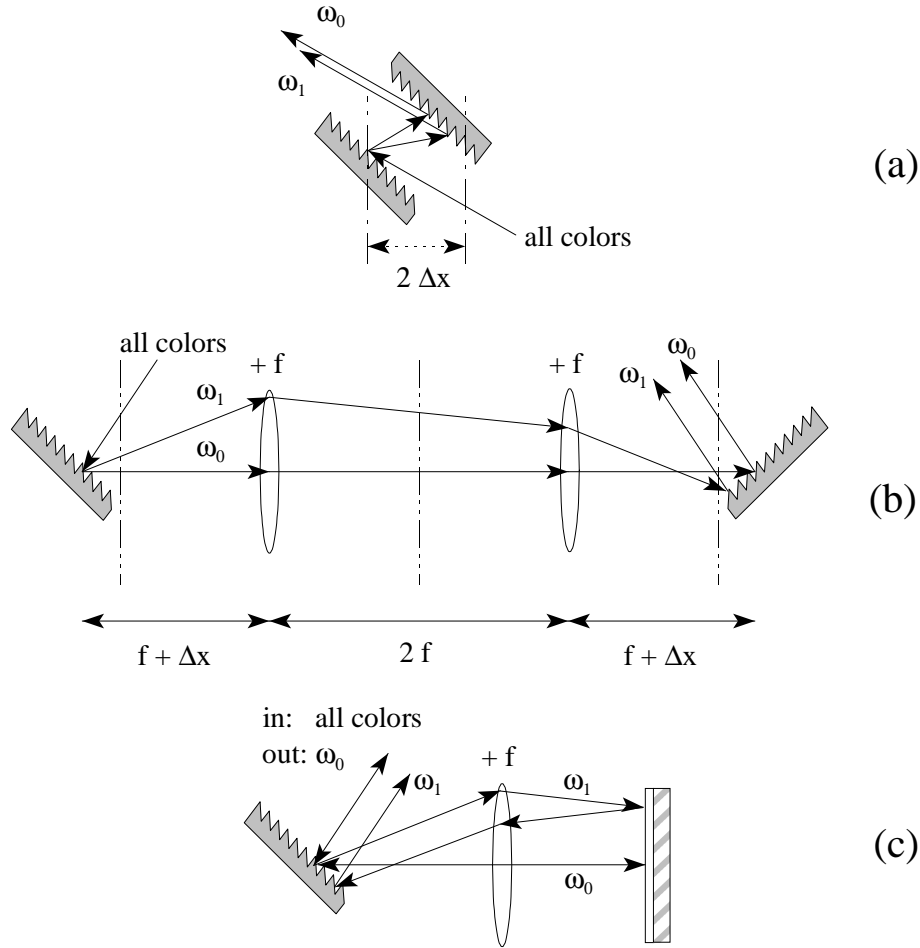 ω₀
ω₁
(a)
all colors
2 Δx
all colors
+ f
+ f
ω₀
ω₁
ω₁
ω₀
(b)
f + Δx
2 f
f + Δx
in: all colors
out: ω₀
+ f
ω₁
ω₁
ω₀
(c)